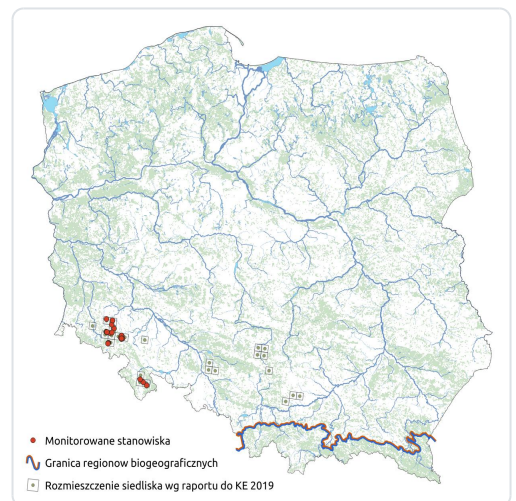 Monitorowane stanowiska
Granica regionow biogeograficznych
Rozmieszczenie siedliska wg raportu do KE 2019